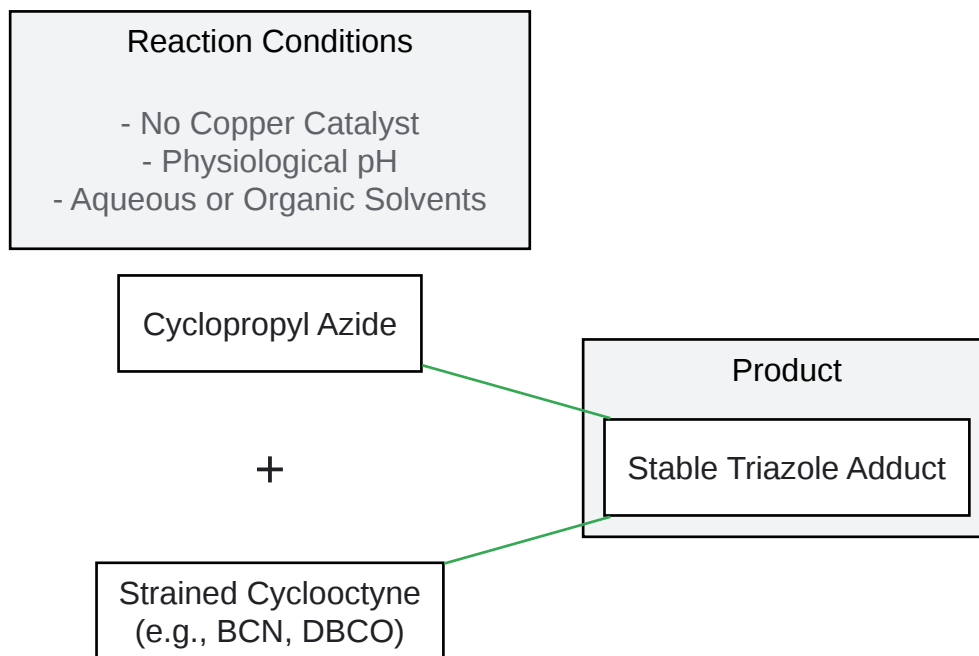 Reaction Conditions
- No Copper Catalyst
- Physiological pH
- Aqueous or Organic Solvents
Cyclopropyl Azide
Product
+
Stable Triazole Adduct
Strained Cyclooctyne
(e.g., BCN, DBCO)